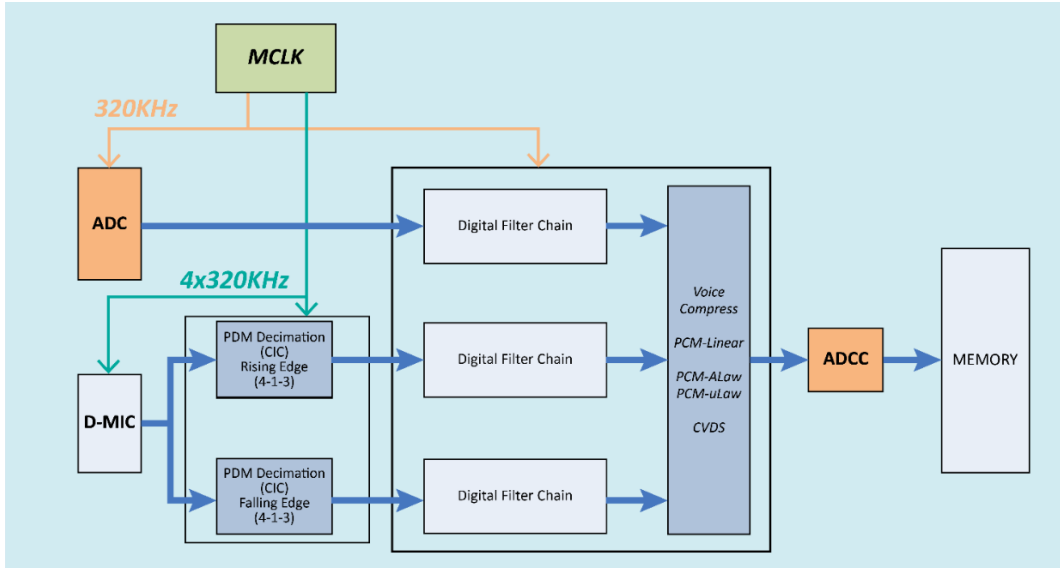 MCLK
320KHz
ADC
Digital Filter Chain
4x320KHz
PDM Decimation
(CIC)
Rising Edge
(4-1-3)
Digital Filter Chain
D-MIC
PDM Decimation
(CIC)
Falling Edge
(4-1-3)
Digital Filter Chain
Voice
Compress
PCM-Linear
PCM-ALaw
PCM-uLaw
CVDS
ADCC
MEMORY